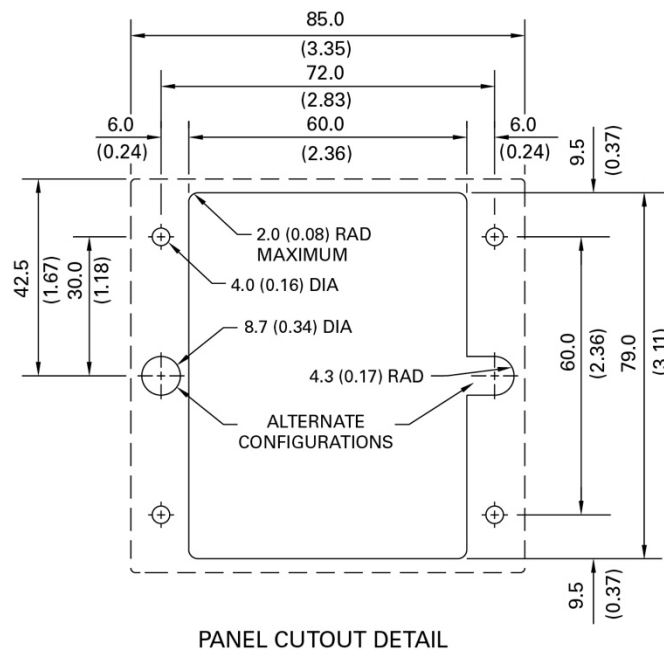 85.0
(3.35)
72.0
(2.83)
6.0
(0.24)
60.0
(2.36)
6.0
(0.24)
9.5
(0.37)
42.5
(1.67)
30.0
(1.18)
2.0 (0.08) RAD
MAXIMUM
4.0 (0.16) DIA
8.7 (0.34) DIA
4.3 (0.17) RAD
ALTERNATE
CONFIGURATIONS
60.0
(2.36)
79.0
(3.11)
9.5
(0.37)
PANEL CUTOUT DETAIL